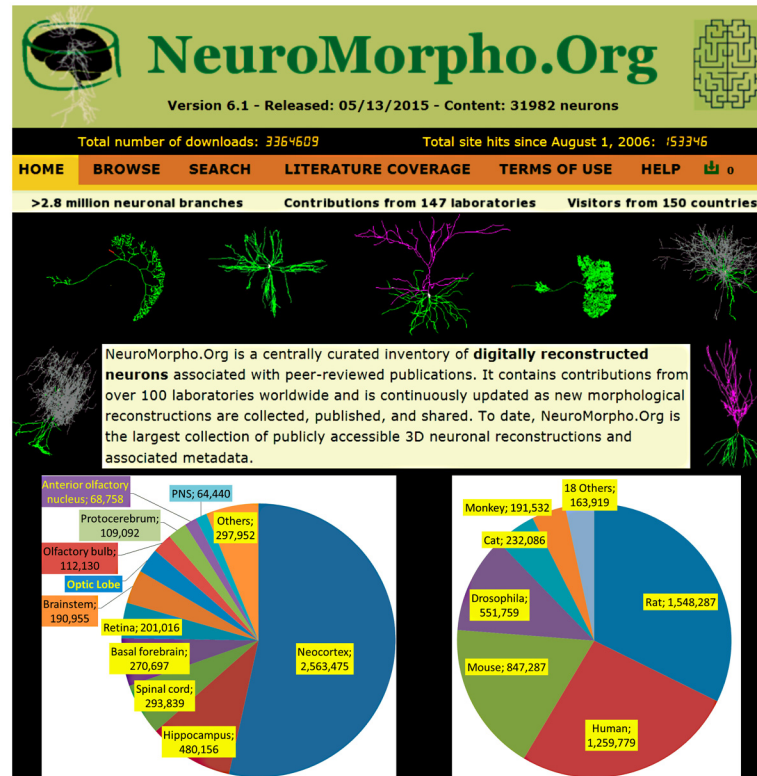 NeuroMorpho.Org
Version 6.1 - Released: 05/13/2015 - Content: 31982 neurons
Total number of downloads: 3364609 Total site hits since August 1, 2006: 153346
HOME BROWSE SEARCH LITERATURE COVERAGE TERMS OF USE HELP 0
>2.8 million neuronal branches Contributions from 147 laboratories Visitors from 150 countries
NeuroMorpho.Org is a centrally curated inventory of digitally reconstructed
neurons associated with peer-reviewed publications. It contains contributions from
over 100 laboratories worldwide and is continuously updated as new morphological
reconstructions are collected, published, and shared. To date, NeuroMorpho.Org is
the largest collection of publicly accessible 3D neuronal reconstructions and
associated metadata.
Anterior olfactory
nucleus; 68,758
PNS; 64,440
Others;
297,952
Protocerebrum;
109,092
Olfactory bulb;
112,130
Optic Lobe
Brainstem;
190,955
Retina; 201,016
Basal forebrain;
270,697
Spinal cord;
293,839
Hippocampus;
480,156
Neocortex;
2,563,475
18 Others;
163,919
Monkey; 191,532
Cat; 232,086
Drosophila;
551,759
Mouse; 847,287
Rat; 1,548,287
Human;
1,259,779